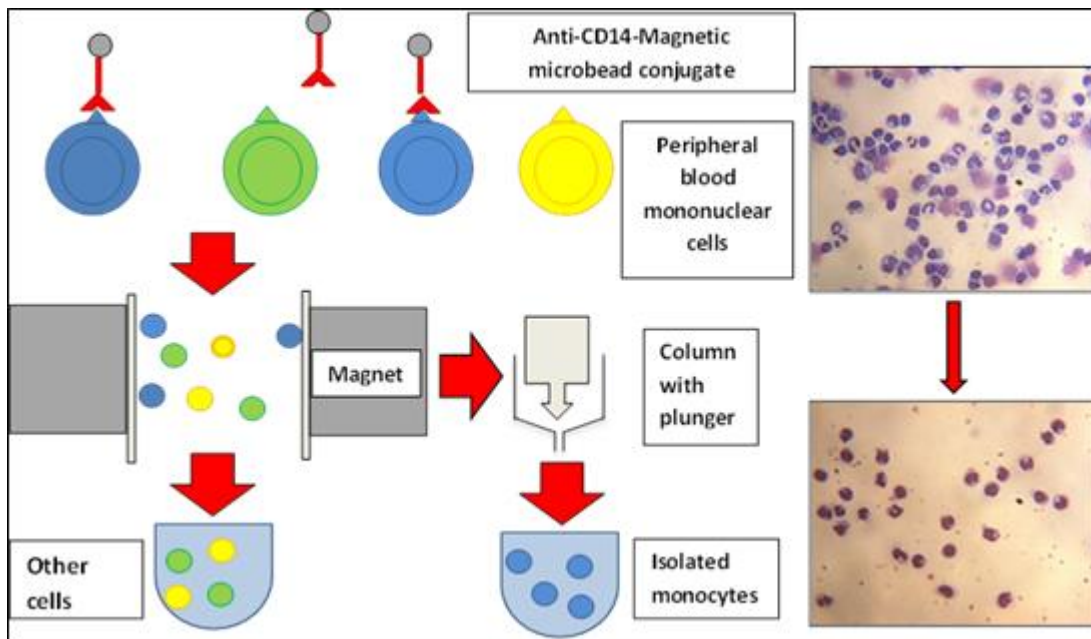 Anti-CD14-Magnetic
microbead conjugate
Peripheral
blood
mononuclear
cells
Magnet
Column
with
plunger
Other
cells
Isolated
monocytes